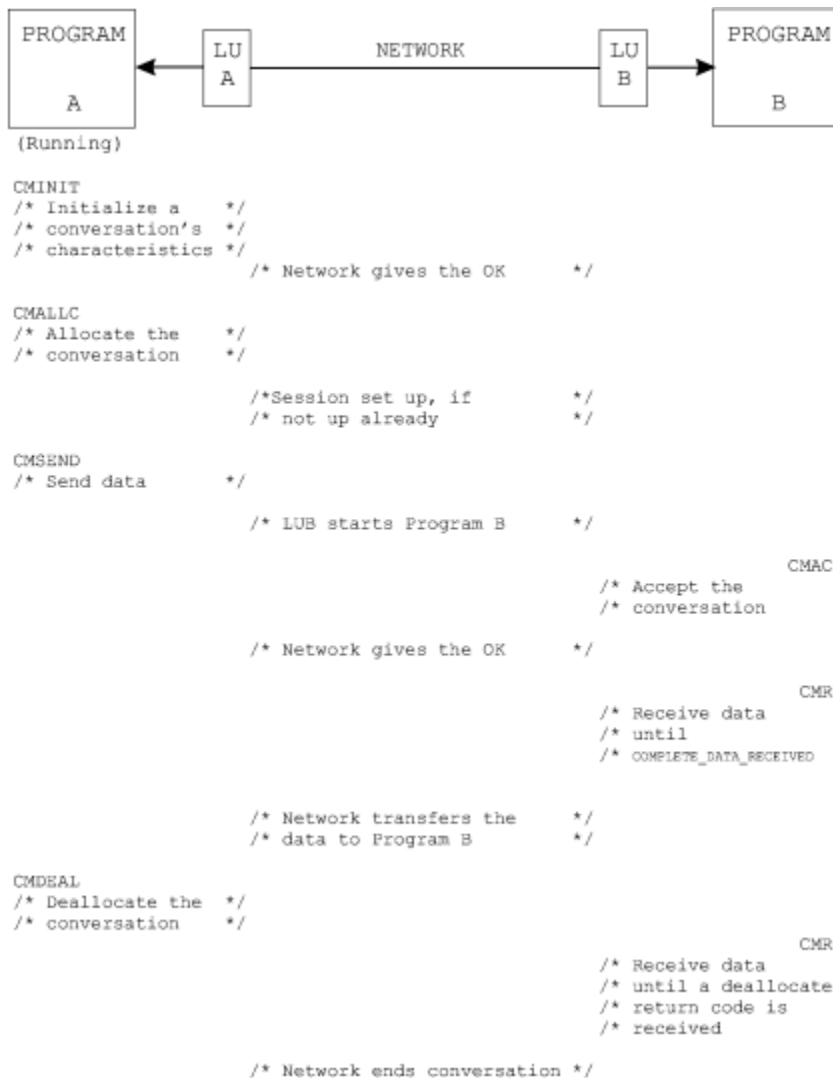 PROGRAM
A
LU
A
NETWORK
LU
B
PROGRAM
B
(Running)
CMINIT
/* Initialize a */
/* conversation's */
/* characteristics */
/* Network gives the OK */
CMALLC
/* Allocate the */
/* conversation */
/*Session set up, if */
/* not up already */
CMSEND
/* Send data */
/* LUB starts Program B */
CMAC
/* Accept the
/* conversation
/* Network gives the OK */
CMR
/* Receive data
/* until
/* COMPLETE_DATA_RECEIVED
/* Network transfers the */
/* data to Program B */
CMDEAL
/* Deallocate the */
/* conversation */
CMR
/* Receive data
/* until a deallocate
/* return code is
/* received
/* Network ends conversation */